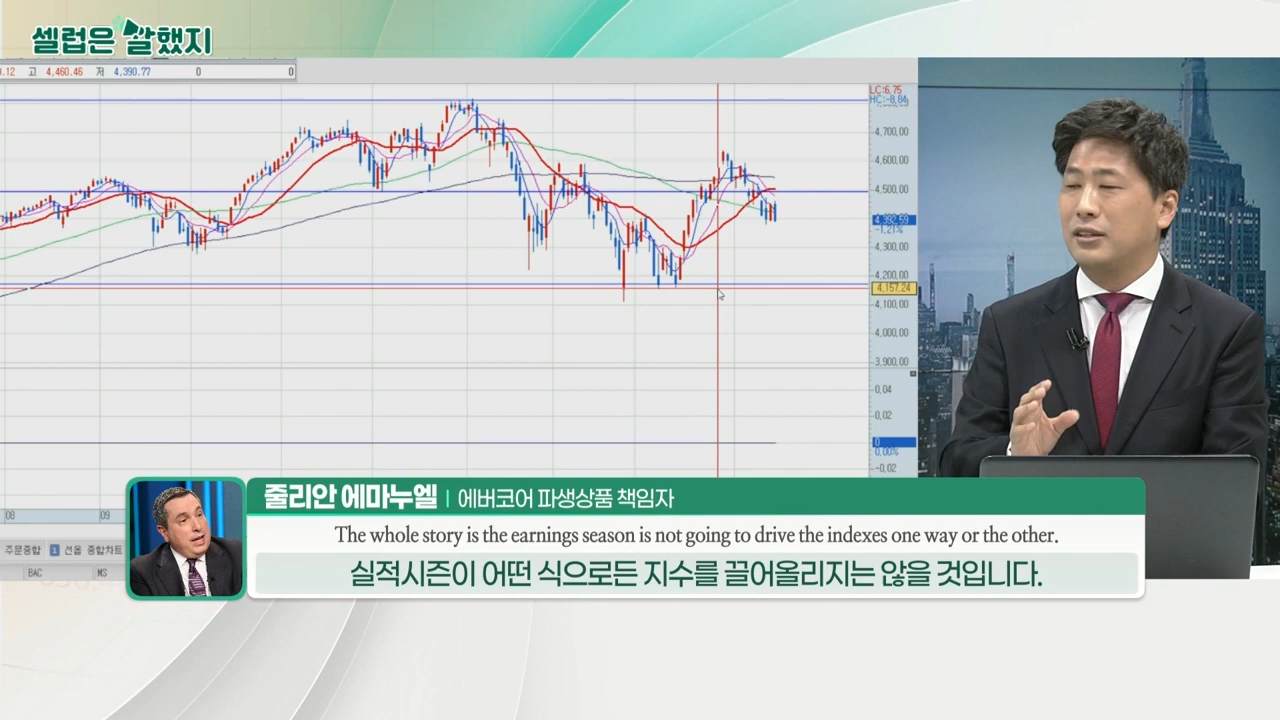 셀럽은 말했지
고 4,460.46 저 4,390.77 0 0
LC:6.75
HC:-8.84
4,700.00
4,600.00
4,500.00
4,392.59
-1.21%
4,300.00
4,200.00
4,157.24
4,100.00
4,000.00
3,900.00
0.04
0.02
0
0.00%
-0.02
08 09
주문종합 1 선옵 종합차트
BAC MS
줄리안 에마누엘 | 에버코어 파생상품 책임자
The whole story is the earnings season is not going to drive the indexes one way or the other.
실적시즌이 어떤 식으로든 지수를 끌어올리지는 않을 것입니다.